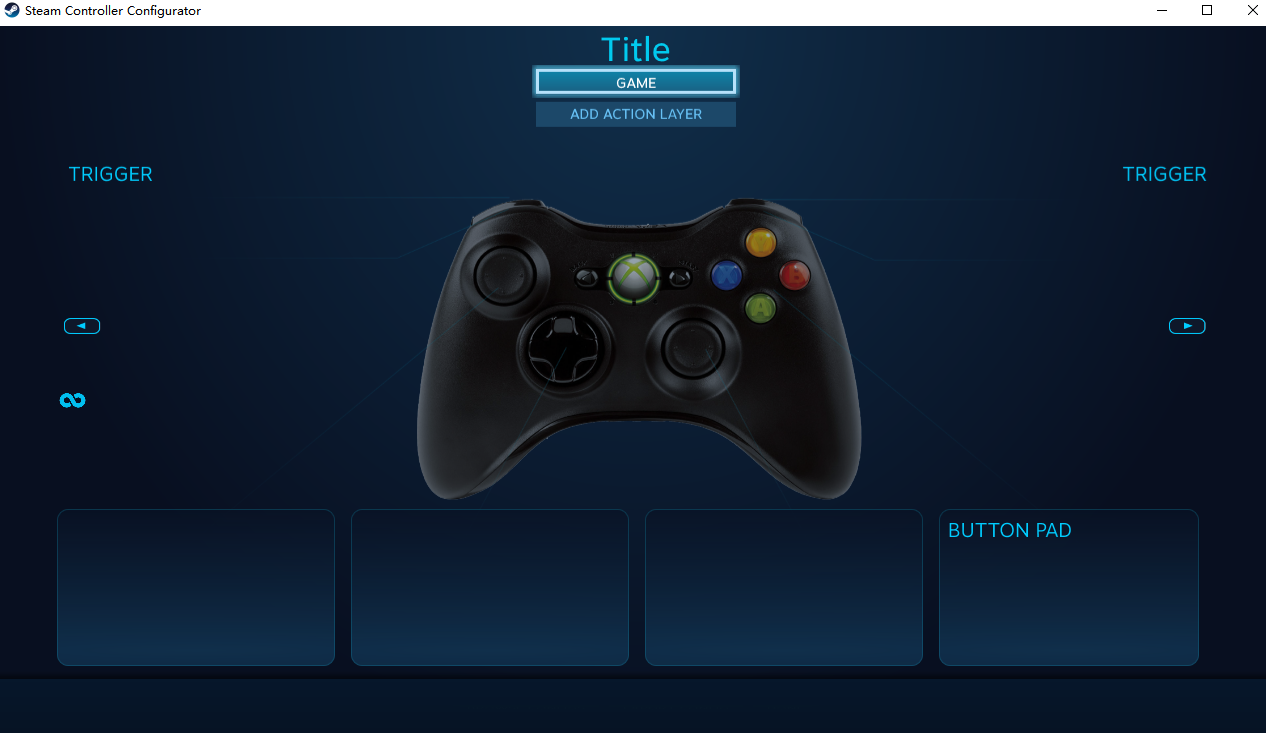 Steam Controller Configurator
Title
GAME
ADD ACTION LAYER
TRIGGER
TRIGGER
X
B
A
BUTTON PAD